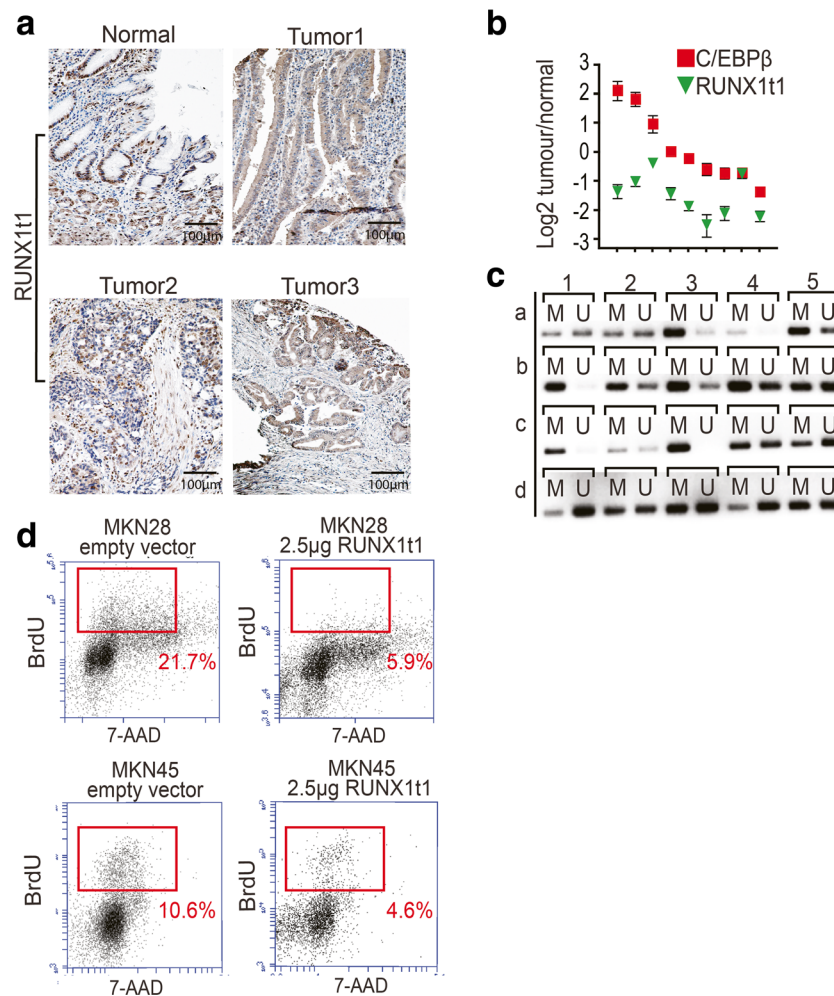 a
Normal
Tumor1
RUNX1t1
100µm
100µm
Tumor2
Tumor3
100µm
100µm
b
C/EBPβ
RUNX1t1
Log2 tumour/normal
3
2
1
0
-1
-2
-3
c
1 2 3 4 5
a M U M U M U M U M U
b M U M U M U M U M U
c M U M U M U M U M U
d M U M U M U M U M U
d
MKN28
empty vector
BrdU
21.7%
7-AAD
MKN28
2.5µg RUNX1t1
BrdU
5.9%
7-AAD
MKN45
empty vector
BrdU
10.6%
7-AAD
MKN45
2.5µg RUNX1t1
BrdU
4.6%
7-AAD